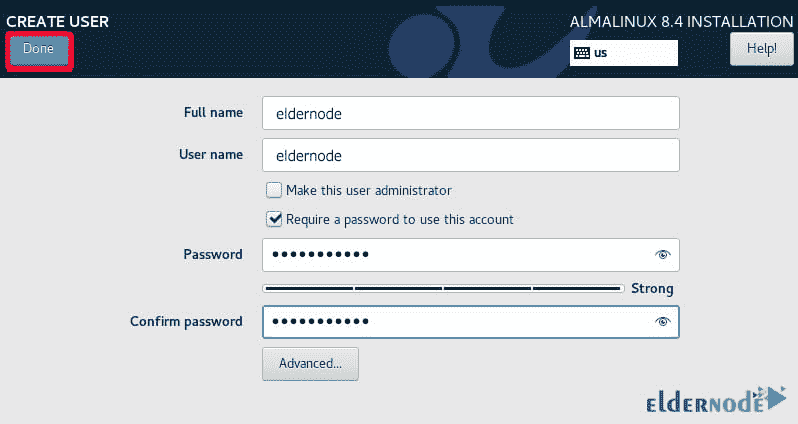 CREATE USER
Done
ALMALINUX 8.4 INSTALLATION
us
Help!
Full name
eldernode
User name
eldernode
Make this user administrator
Require a password to use this account
Password
•••••••••••
Strong
Confirm password
•••••••••••
Advanced...
eldernode